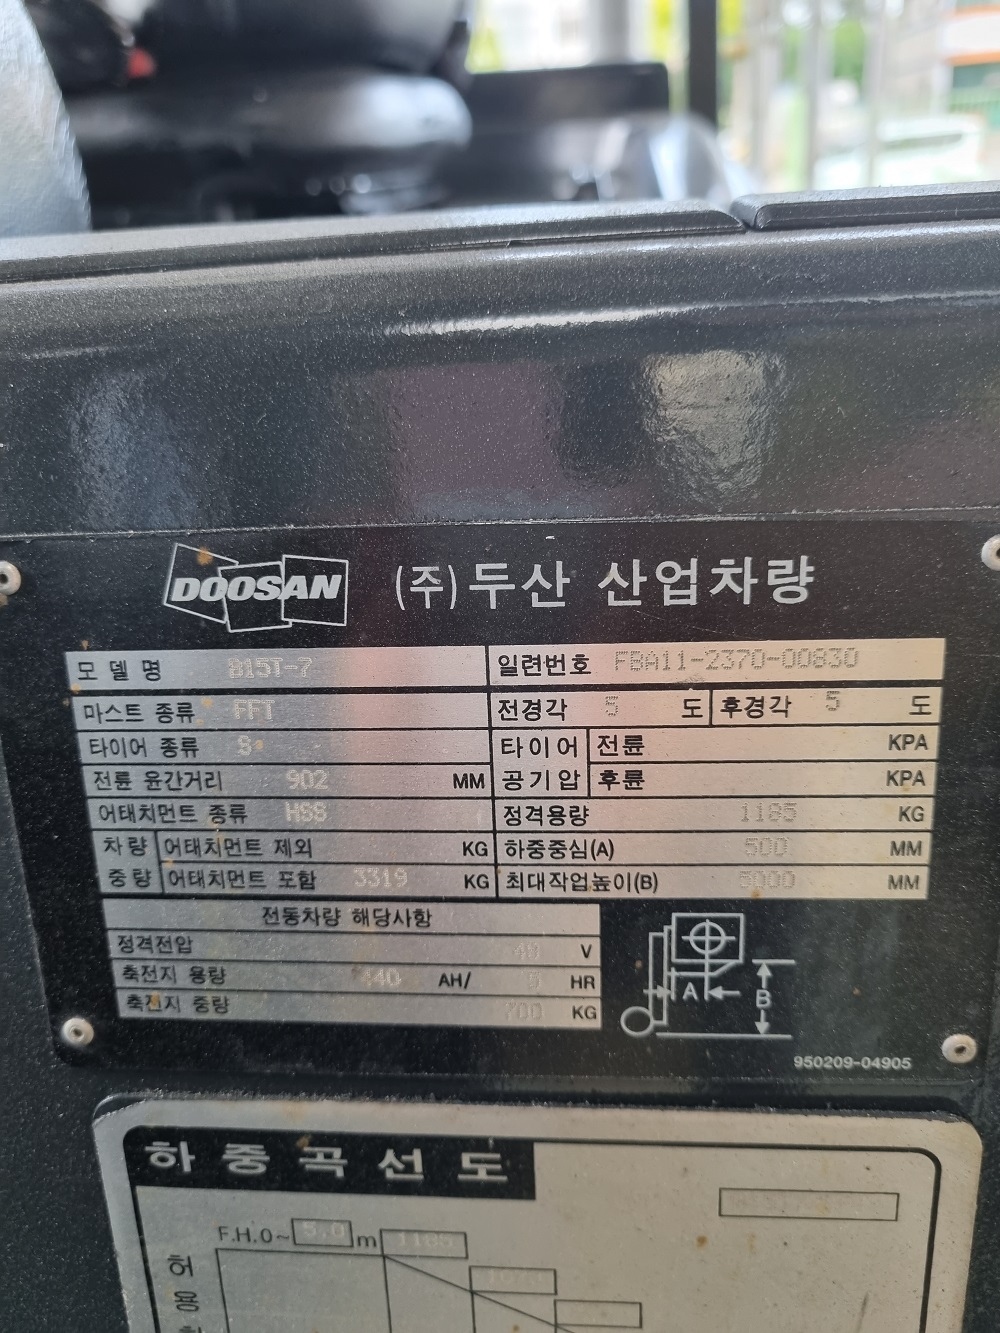 DOOSAN (주)두산 산업차량
모델명 B15T-7 일련번호 FBA11-2370-00830
마스트 종류 FFT 전경각 5 도 후경각 5 도
타이어 종류 S 타이어 전륜 KPA
전륜 윤간거리 902 MM 공기압 후륜 KPA
어태치먼트 종류 HSS 정격용량 1185 KG
차량 어태치먼트 제외 KG 하중중심(A) 500 MM
중량 어태치먼트 포함 3319 KG 최대작업높이(B) 5000 MM
전동차량 해당사항
정격전압 48 V
축전지 용량 440 AH/ 5 HR
축전지 중량 700 KG
A B
950209-04905
하중곡선도
F.H.0~ 5.0 m 1185
허
용